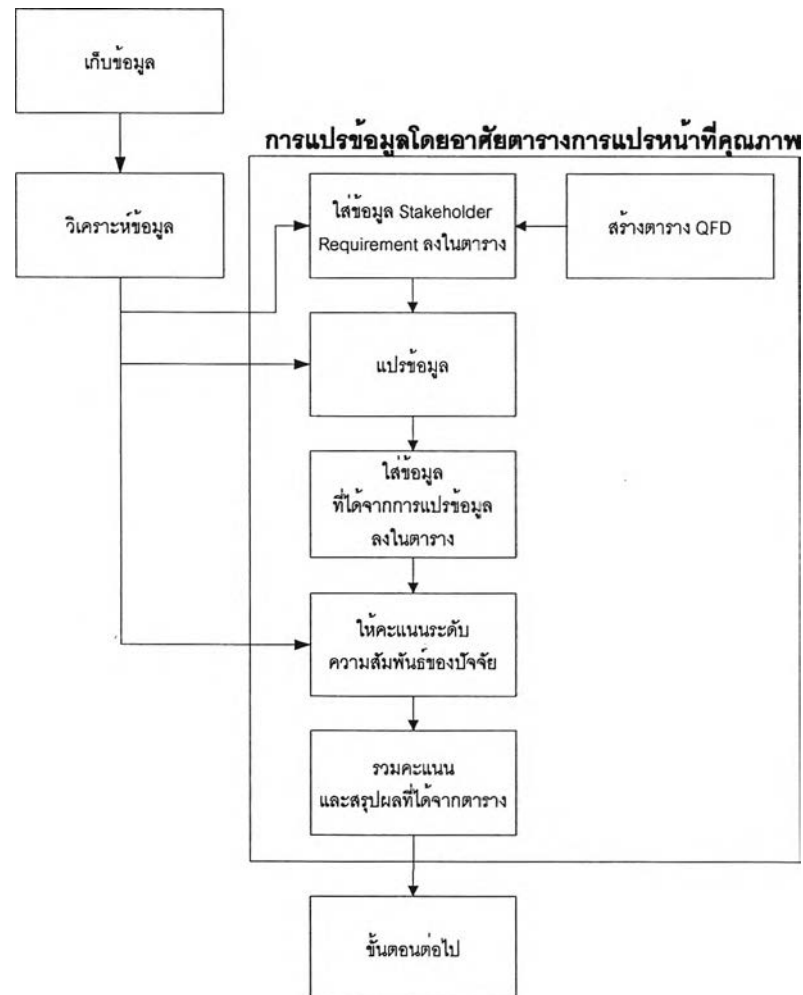 เก็บข้อมูล
การแปรข้อมูลโดยอาศัยตารางการแปรหน้าที่คุณภาพ
วิเคราะห์ข้อมูล
ใส่ข้อมูล Stakeholder
Requirement ลงในตาราง
สร้างตาราง QFD
แปรข้อมูล
ใส่ข้อมูล
ที่ได้จากการแปรข้อมูล
ลงในตาราง
ให้คะแนนระดับ
ความสัมพันธ์ของปัจจัย
รวมคะแนน
และสรุปผลที่ได้จากตาราง
ขั้นตอนต่อไป